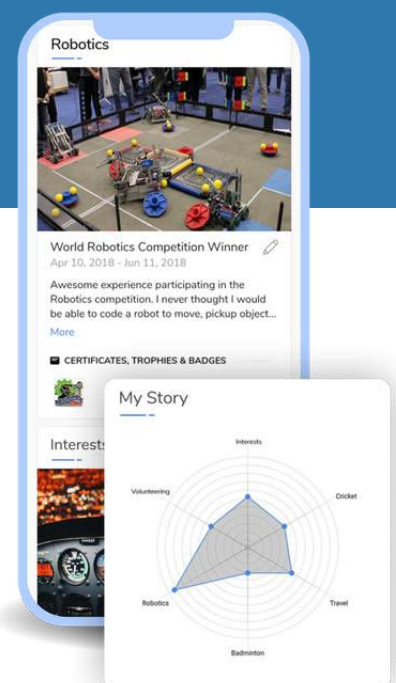 Robotics
World Robotics Competition Winner
Apr 10, 2018 - Jun 11, 2018
Awesome experience participating in the
Robotics competition. I never thought I would
be able to code a robot to move, pickup object...
More
CERTIFICATES, TROPHIES & BADGES
Interests
My Story
Interests
Volunteering
Cricket
Robotics
Travel
Badminton